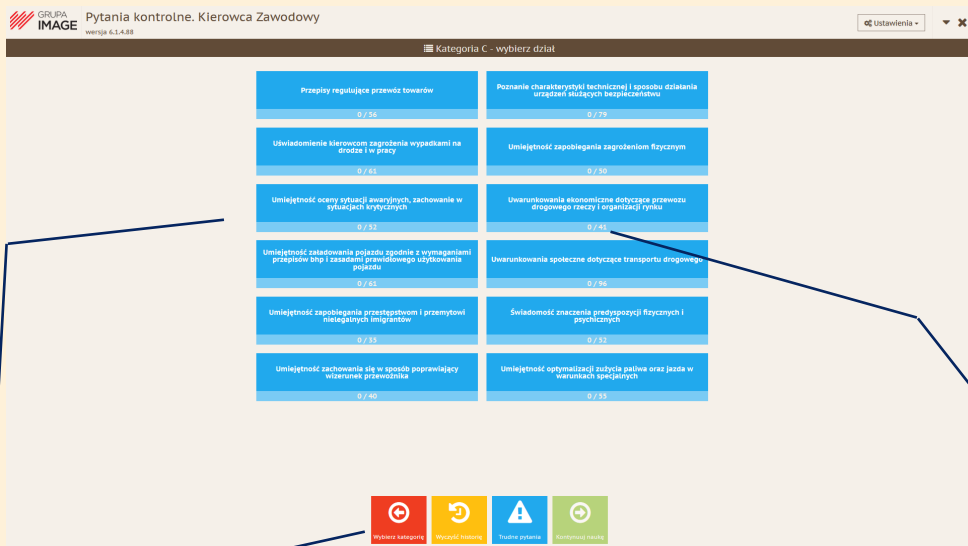 GRUPA
IMAGE
Pytania kontrolne. Kierowca Zawodowy
wersja 6.1.4.88
Ustawienia
Kategoria C - wybierz dział
Przepisy regulujące przewóz towarów
0 / 56
Poznanie charakterystyki technicznej i sposobu działania
urządzeń służących bezpieczeństwu
0 / 79
Uświadomienie kierowcom zagrożenia wypadkami na
drodze i w pracy
0 / 61
Umiejętność zapobiegania zagrożeniom fizycznym
0 / 50
Umiejętność oceny sytuacji awaryjnych, zachowanie w
sytuacjach krytycznych
0 / 52
Uwarunkowania ekonomiczne dotyczące przewozu
drogowego rzeczy i organizacji rynku
0 / 41
Umiejętność załadowania pojazdu zgodnie z wymaganiami
przepisów bhp i zasadami prawidłowego użytkowania
pojazdu
0 / 61
Uwarunkowania społeczne dotyczące transportu drogowego
0 / 96
Umiejętność zapobiegania przestępstwom i przemytowi
nielegalnych imigrantów
0 / 35
Świadomość znaczenia predyspozycji fizycznych i
psychicznych
0 / 52
Umiejętność zachowania się w sposób poprawiający
wizerunek przewoźnika
0 / 40
Umiejętność optymalizacji zużycia paliwa oraz jazda w
warunkach specjalnych
0 / 55
Wybierz kategorię
Wyczyść historię
Trudne pytania
Kontynuuj naukę